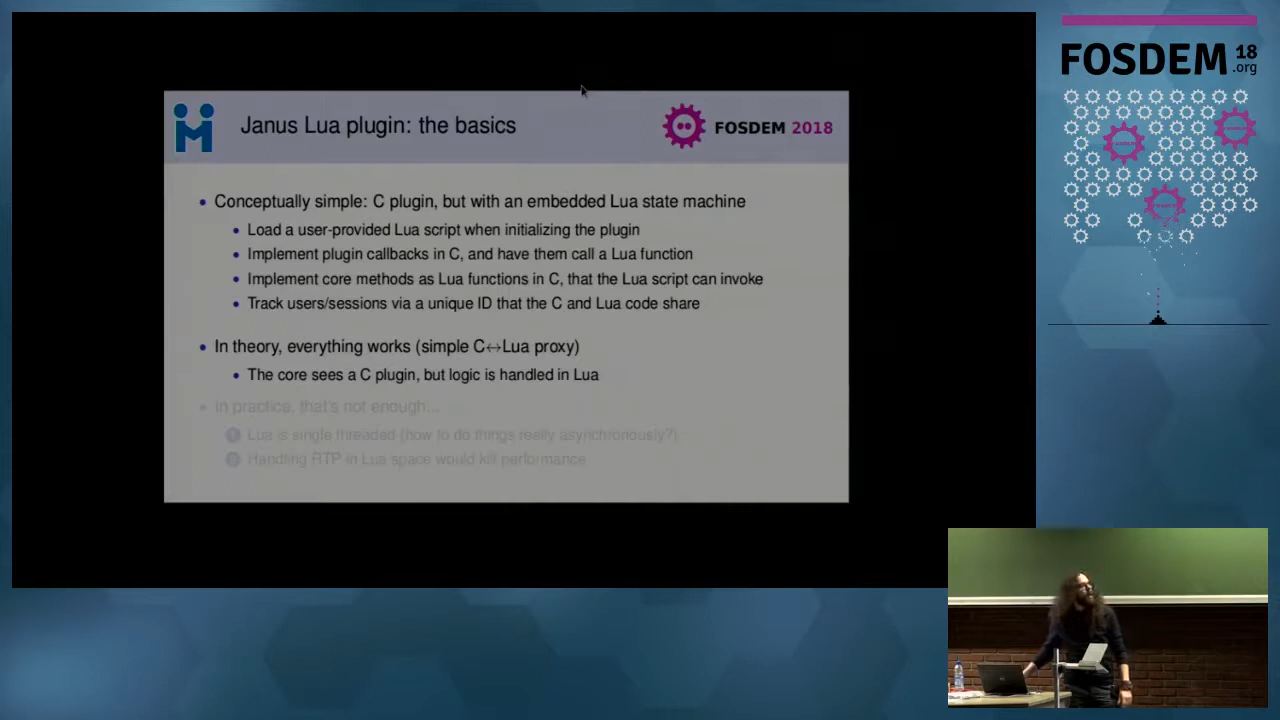 Janus Lua plugin: the basics
FOSDEM 2018
• Conceptually simple: C plugin, but with an embedded Lua state machine
• Load a user-provided Lua script when initializing the plugin
• Implement plugin callbacks in C, and have them call a Lua function
• Implement core methods as Lua functions in C, that the Lua script can invoke
• Track users/sessions via a unique ID that the C and Lua code share
• In theory, everything works (simple C↔Lua proxy)
• The core sees a C plugin, but logic is handled in Lua
• In practice, that's not enough...
1 Lua is single threaded (how to do things really asynchronously?)
2 Handling RTP in Lua space would kill performance
FOSDEM 18
.org